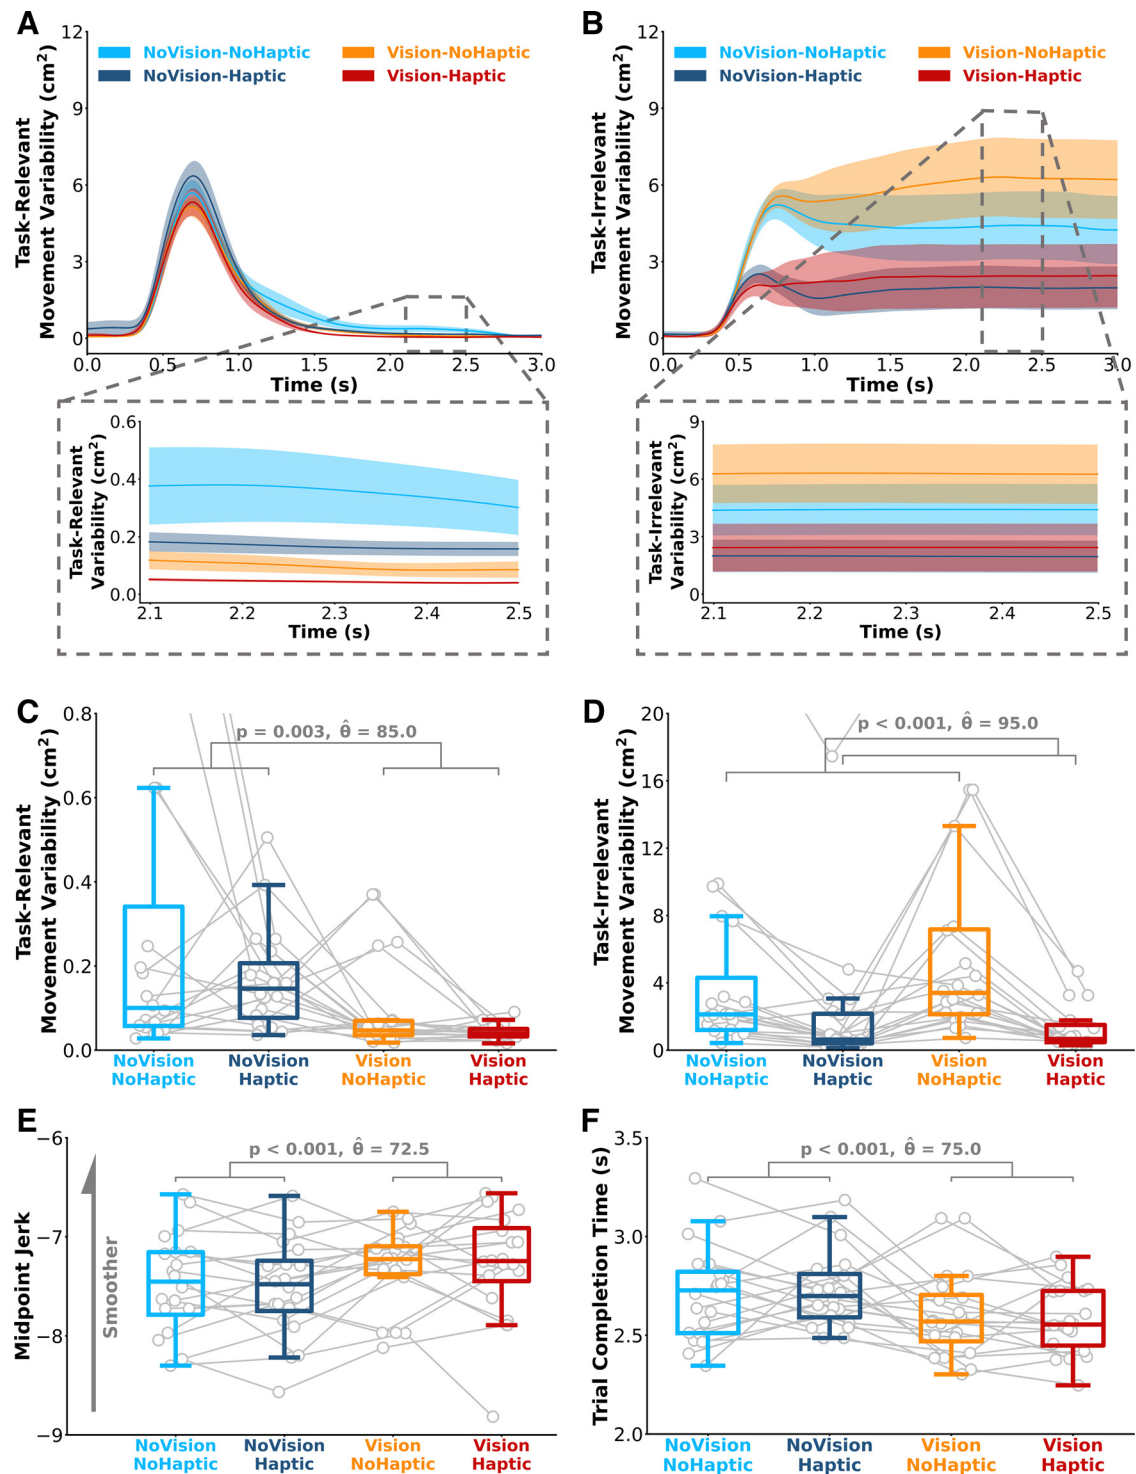 A
Task-Relevant
Movement Variability (cm²)
12
9
6
3
0
NoVision-NoHaptic
NoVision-Haptic
Vision-NoHaptic
Vision-Haptic
0.0 0.5 1.0 1.5 2.0 2.5 3.0
Time (s)
Task-Relevant
Variability (cm²)
0.6
0.4
0.2
0.0
2.1 2.2 2.3 2.4 2.5
Time (s)
B
Task-Irrelevant
Movement Variability (cm²)
12
9
6
3
0
NoVision-NoHaptic
NoVision-Haptic
Vision-NoHaptic
Vision-Haptic
0.0 0.5 1.0 1.5 2.0 2.5 3.0
Time (s)
Task-Irrelevant
Variability (cm²)
9
6
3
0
2.1 2.2 2.3 2.4 2.5
Time (s)
C
Task-Relevant
Movement Variability (cm²)
0.8
0.6
0.4
0.2
0.0
p = 0.003, θ̂ = 85.0
NoVision NoVision Vision Vision
NoHaptic Haptic NoHaptic Haptic
D
Task-Irrelevant
Movement Variability (cm²)
20
16
12
8
4
0
p < 0.001, θ̂ = 95.0
NoVision NoVision Vision Vision
NoHaptic Haptic NoHaptic Haptic
E
Midpoint Jerk
Smoother
−6
−7
−8
−9
p < 0.001, θ̂ = 72.5
NoVision NoVision Vision Vision
NoHaptic Haptic NoHaptic Haptic
F
Trial Completion Time (s)
3.5
3.0
2.5
2.0
p < 0.001, θ̂ = 75.0
NoVision NoVision Vision Vision
NoHaptic Haptic NoHaptic Haptic